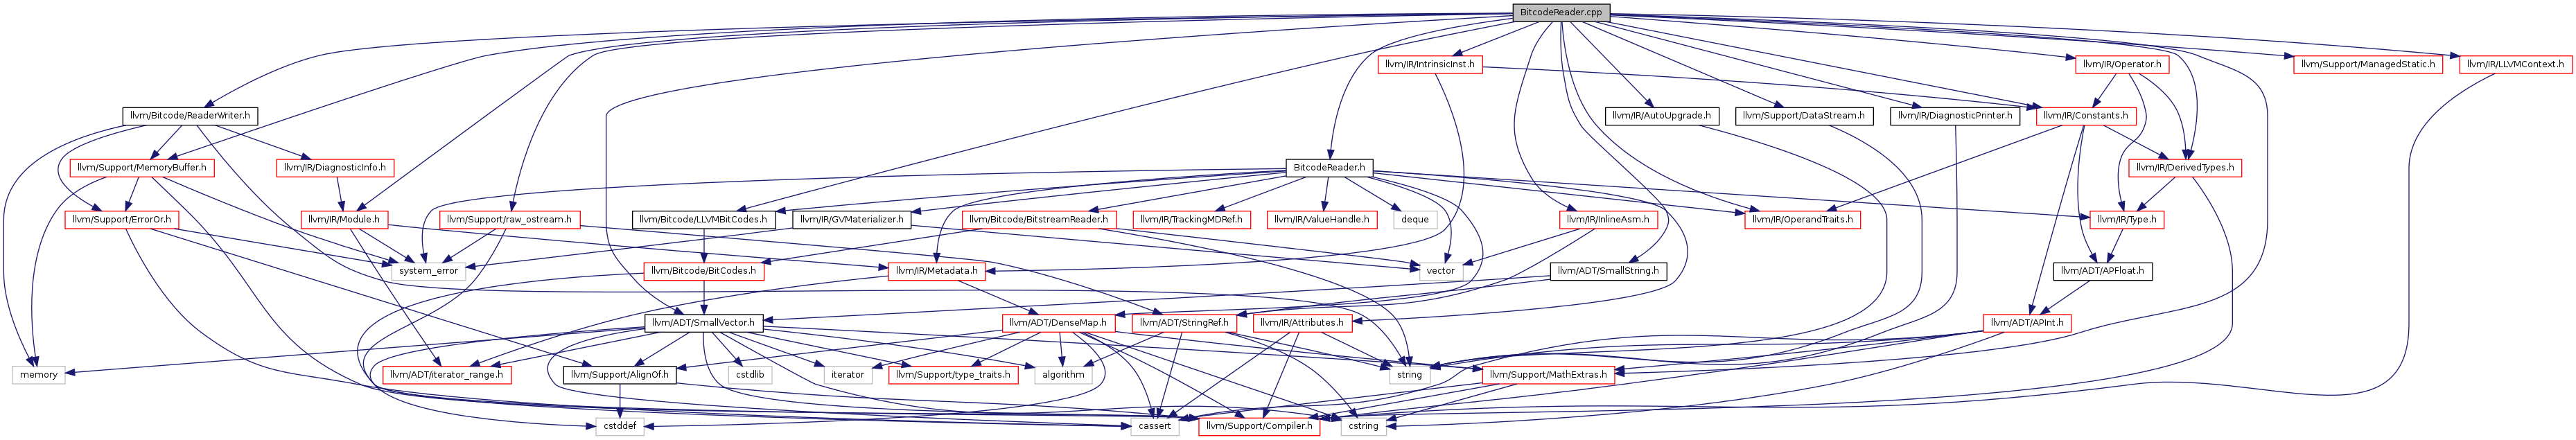 BitcodeReader.cpp
llvm/IR/IntrinsicInst.h
llvm/IR/Operator.h
llvm/Support/ManagedStatic.h
llvm/IR/LLVMContext.h
llvm/Bitcode/ReaderWriter.h
llvm/IR/AutoUpgrade.h
llvm/Support/DataStream.h
llvm/IR/DiagnosticPrinter.h
llvm/IR/Constants.h
llvm/Support/MemoryBuffer.h
llvm/IR/DiagnosticInfo.h
BitcodeReader.h
llvm/IR/DerivedTypes.h
llvm/Support/ErrorOr.h
llvm/IR/Module.h
llvm/Support/raw_ostream.h
llvm/Bitcode/LLVMBitCodes.h
llvm/IR/GVMaterializer.h
llvm/Bitcode/BitstreamReader.h
llvm/IR/TrackingMDRef.h
llvm/IR/ValueHandle.h
deque
llvm/IR/InlineAsm.h
llvm/IR/OperandTraits.h
llvm/IR/Type.h
system_error
llvm/Bitcode/BitCodes.h
llvm/IR/Metadata.h
vector
llvm/ADT/SmallString.h
llvm/ADT/APFloat.h
llvm/ADT/SmallVector.h
llvm/ADT/DenseMap.h
llvm/ADT/StringRef.h
llvm/IR/Attributes.h
llvm/ADT/APInt.h
memory
llvm/ADT/iterator_range.h
llvm/Support/AlignOf.h
cstdlib
iterator
llvm/Support/type_traits.h
algorithm
string
llvm/Support/MathExtras.h
cstddef
cassert
llvm/Support/Compiler.h
cstring